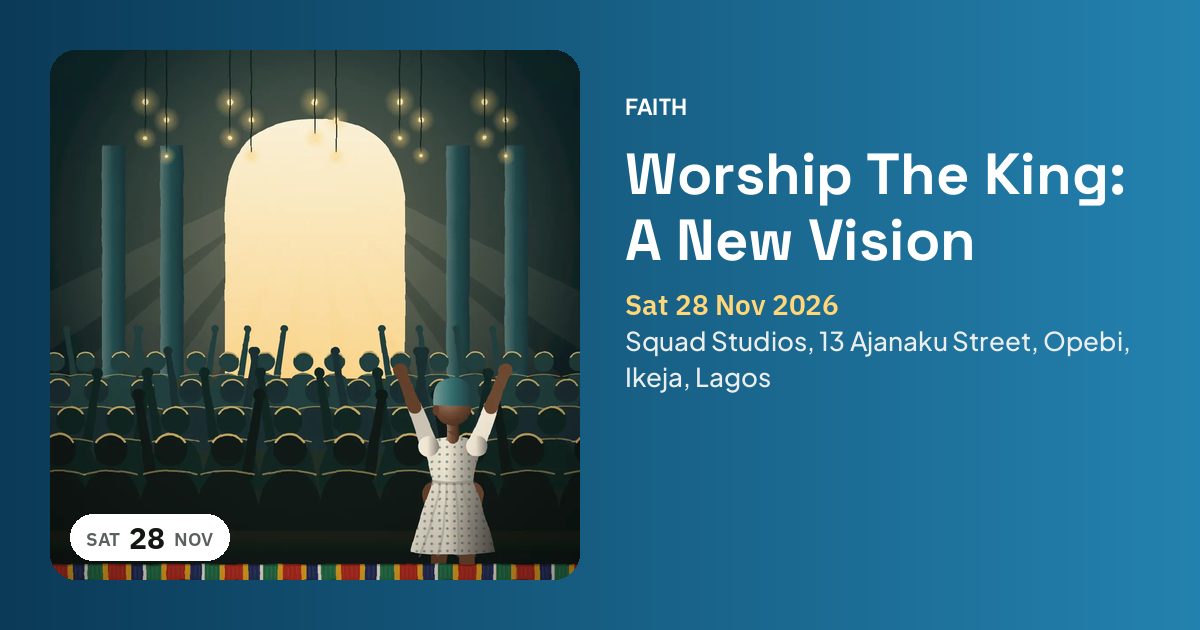 FAITH
Worship The King:
A New Vision
Sat 28 Nov 2026
Squad Studios, 13 Ajanaku Street, Opebi,
Ikeja, Lagos
SAT 28 NOV